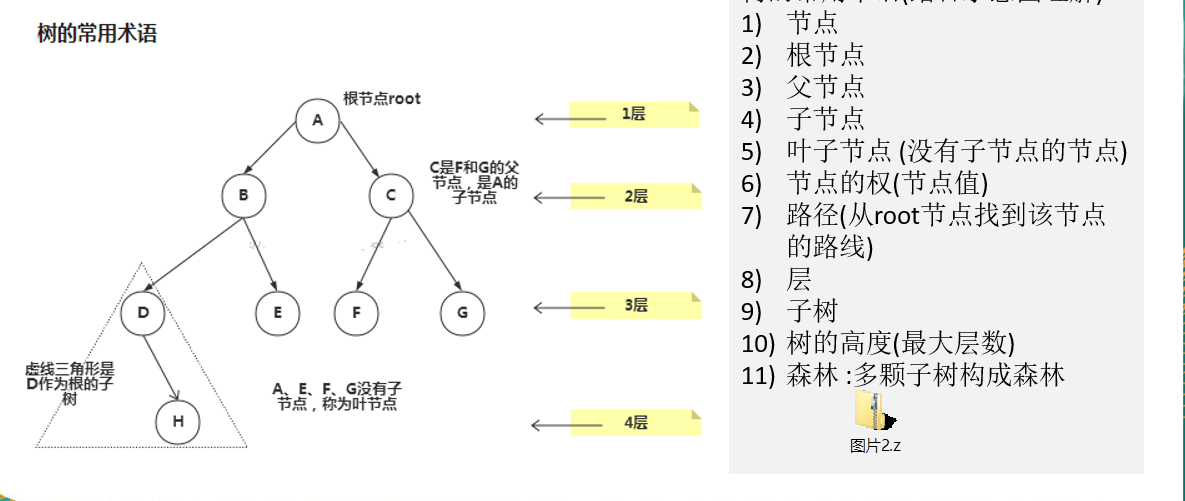 树的常用术语
根节点root
A
1层
C是F和G的父
节点，是A的
子节点
B
C
2层
D
E
F
G
3层
虚线三角形是
D作为根的子
树
A、E、F、G没有子
节点，称为叶节点
H
4层
1) 节点
2) 根节点
3) 父节点
4) 子节点
5) 叶子节点 (没有子节点的节点)
6) 节点的权(节点值)
7) 路径(从root节点找到该节点
的路线)
8) 层
9) 子树
10) 树的高度(最大层数)
11) 森林 :多颗子树构成森林
图片2.z